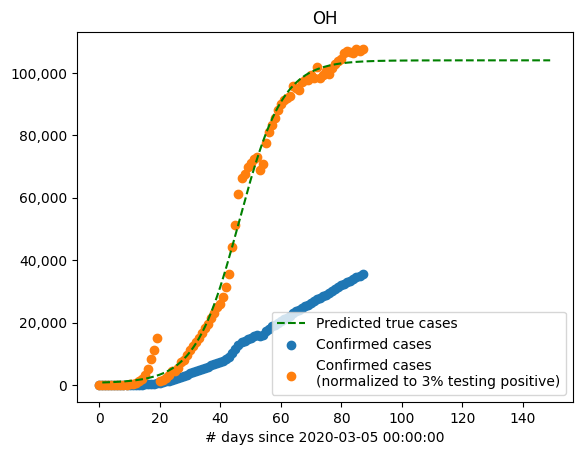 OH
100,000
80,000
60,000
40,000
20,000
0
Predicted true cases
Confirmed cases
Confirmed cases
(normalized to 3% testing positive)
0 20 40 60 80 100 120 140
# days since 2020-03-05 00:00:00